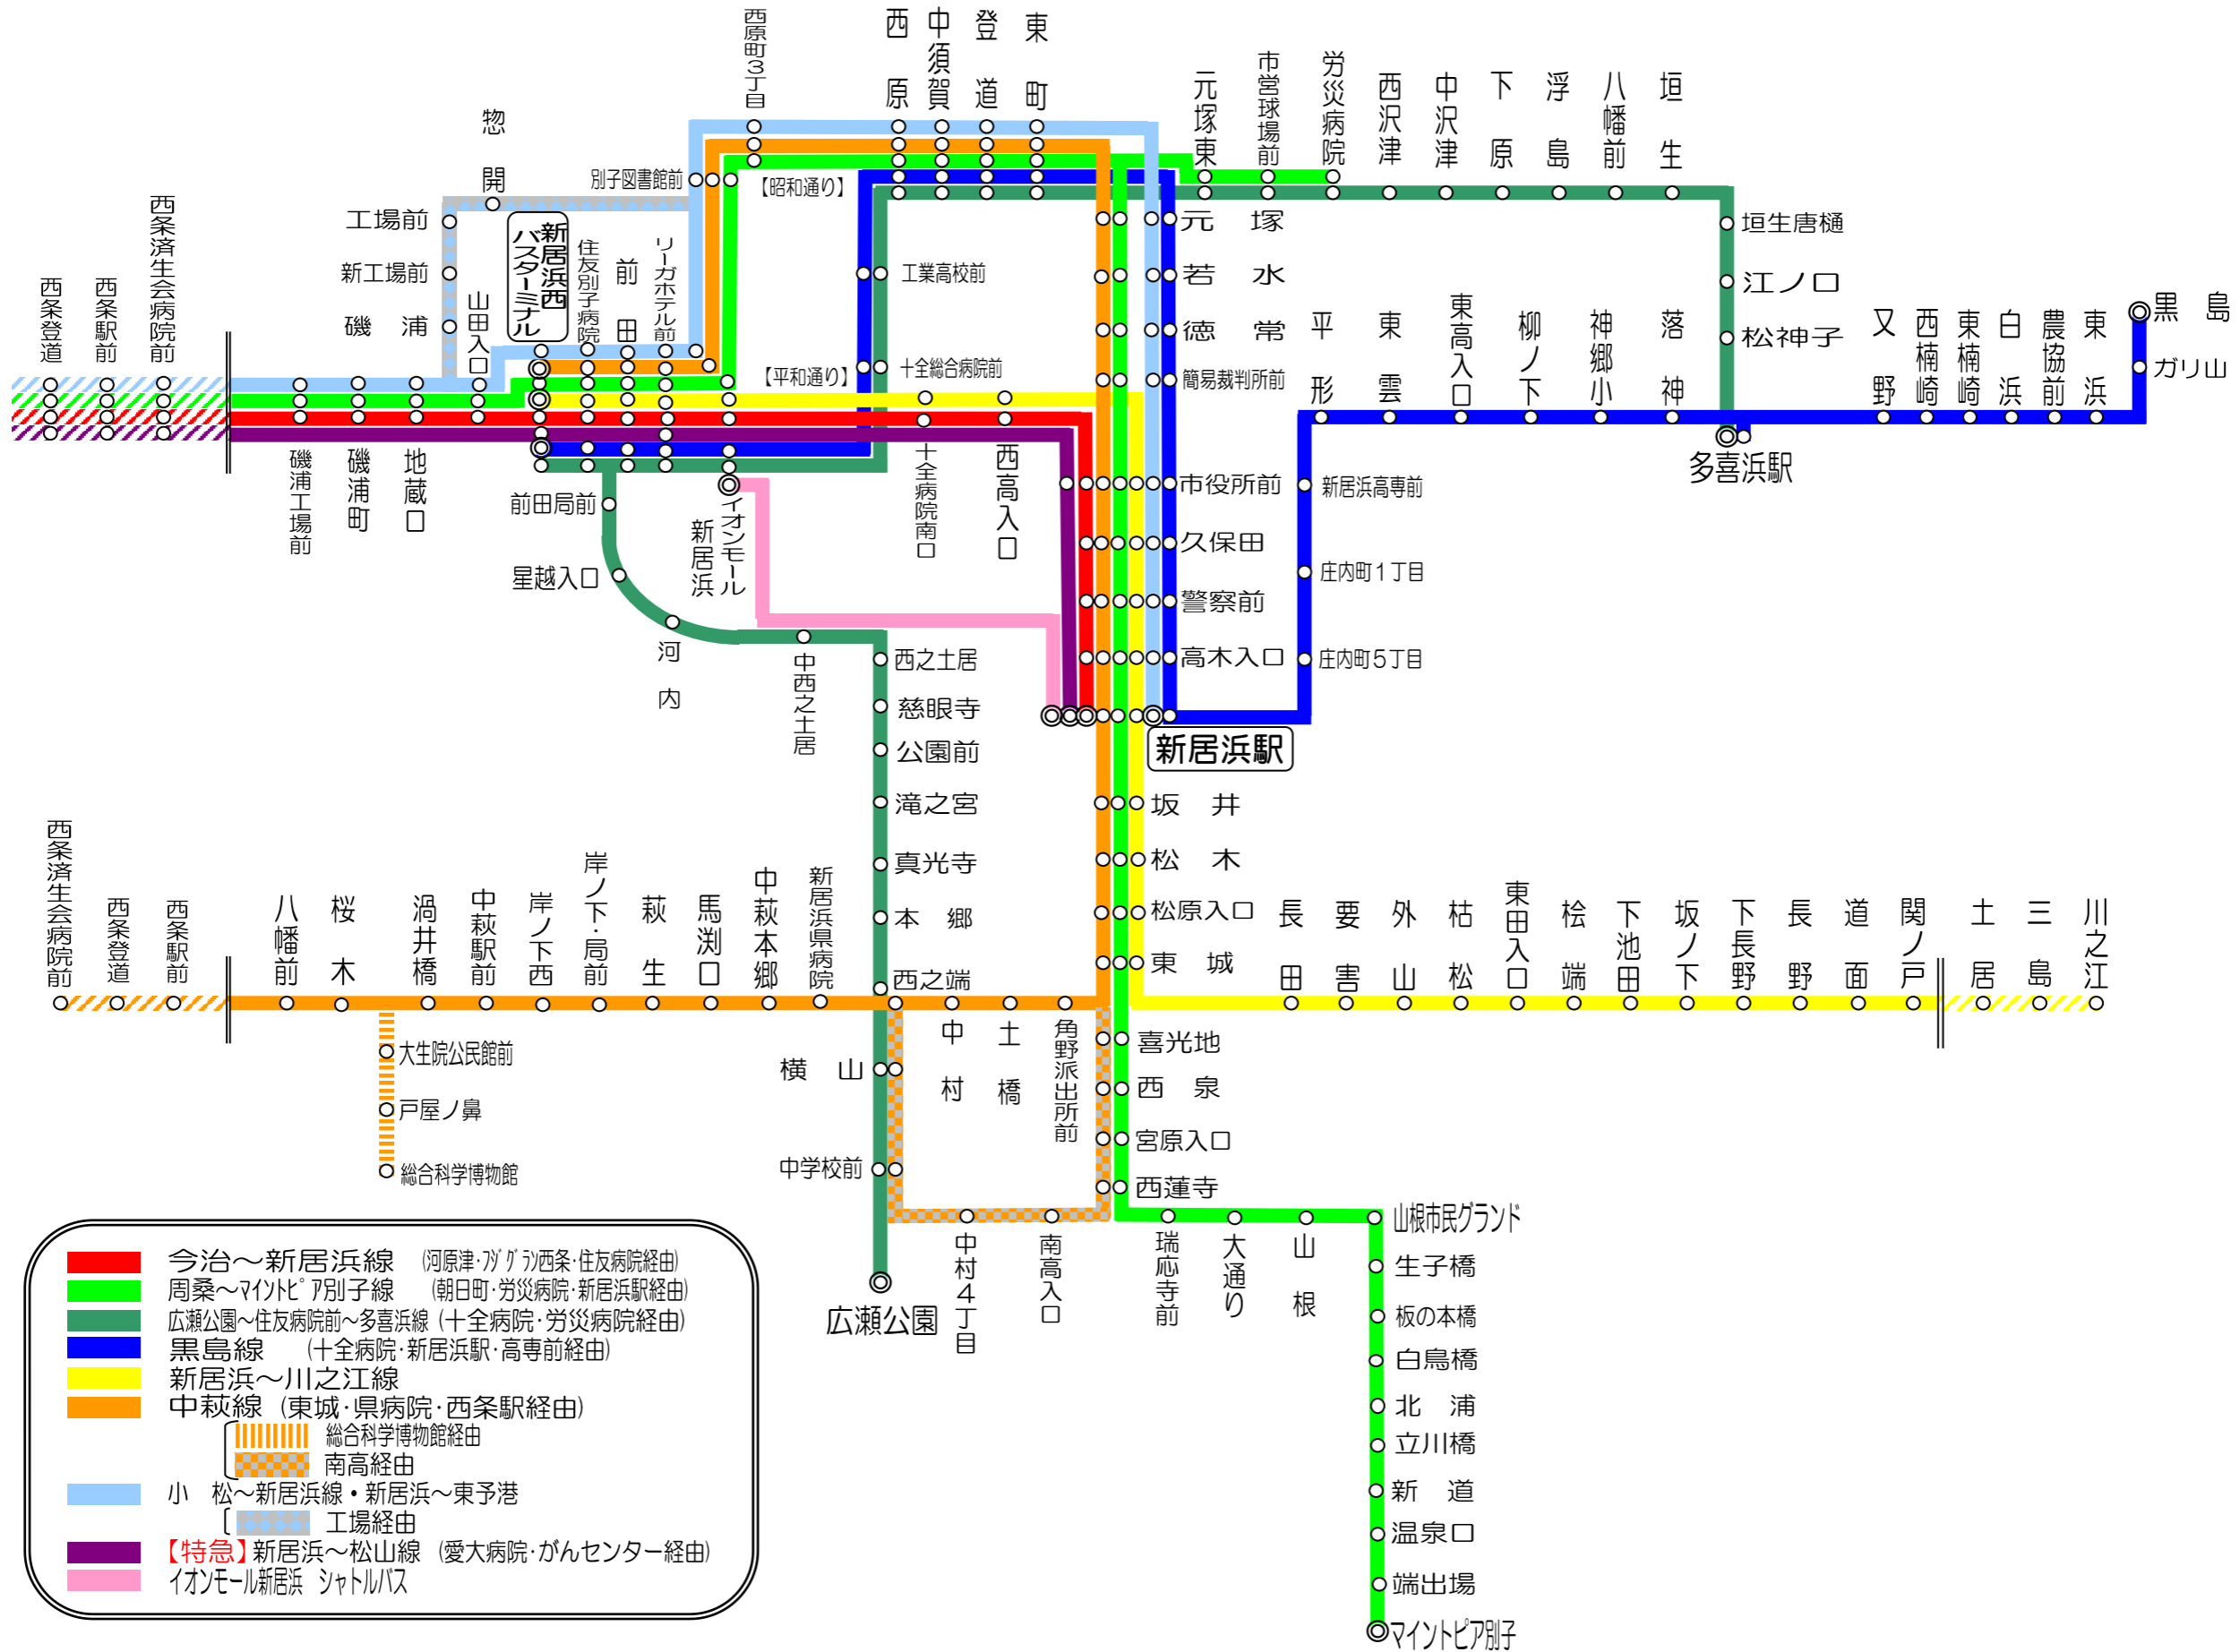 西原町3丁目
西原
中須賀
登道
東町
元塚東
市営球場前
労災病院
西沢津
中沢津
下原
浮島
八幡前
垣生
惣開
別子図書館前
【昭和通り】
工場前
新工場前
磯浦
山田入口
新居浜西
バスターミナル
住友別子病院
前田
リーガホテル前
西条登道
西条駅前
西条済生会病院前
工業高校前
【平和通り】
十全総合病院前
元塚
若水
徳常
簡易裁判所前
垣生唐樋
江ノ口
松神子
平形
東雲
東高入口
柳ノ下
神郷小
落神
又野
西楠崎
東楠崎
白浜
農協前
東浜
黒島
ガリ山
多喜浜駅
磯浦工場前
磯浦町
地蔵口
前田局前
星越入口
河内
イオンモール
新居浜
中西之土居
十全病院南口
西高入口
市役所前
久保田
警察前
高木入口
新居浜駅
新居浜高専前
庄内町1丁目
庄内町5丁目
西之土居
慈眼寺
公園前
滝之宮
真光寺
本郷
西之端
坂井
松木
松原入口
東城
西条済生会病院前
西条登道
西条駅前
八幡前
桜木
渦井橋
中萩駅前
岸ノ下西
岸ノ下・局前
萩生
馬渕口
中萩本郷
新居浜県病院
長田
要害
外山
枯松
東田入口
桧端
下池田
坂ノ下
下長野
長野
道面
関ノ戸
土居
三島
川之江
大生院公民館前
戸屋ノ鼻
総合科学博物館
横山
中学校前
広瀬公園
中村
土橋
角野派出所前
喜光地
西泉
宮原入口
西蓮寺
中村4丁目
南高入口
瑞応寺前
大通り
山根
山根市民グランド
生子橋
板の本橋
白鳥橋
北浦
立川橋
新道
温泉口
端出場
マイントピア別子
今治～新居浜線 (河原津・フジグラン西条・住友病院経由)
周桑～マイントピア別子線 (朝日町・労災病院・新居浜駅経由)
広瀬公園～住友病院前～多喜浜線 (十全病院・労災病院経由)
黒島線 (十全病院・新居浜駅・高専前経由)
新居浜～川之江線
中萩線 (東城・県病院・西条駅経由)
総合科学博物館経由
南高経由
小 松～新居浜線・新居浜～東予港
工場経由
【特急】新居浜～松山線 (愛大病院・がんセンター経由)
イオンモール新居浜 シャトルバス